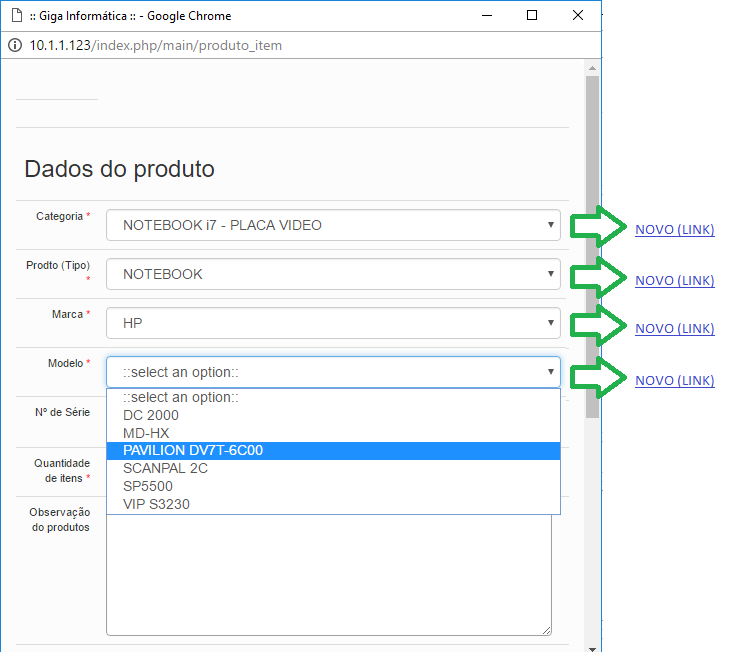 :: Giga Informática :: - Google Chrome
10.1.1.123/index.php/main/produto_item
Dados do produto
Categoria * NOTEBOOK i7 - PLACA VIDEO NOVO (LINK)
Prodto (Tipo)
* NOTEBOOK NOVO (LINK)
Marca * HP NOVO (LINK)
Modelo * ::select an option:: NOVO (LINK)
::select an option::
Nº de Série DC 2000
MD-HX
PAVILION DV7T-6C00
Quantidade SCANPAL 2C
de itens * SP5500
VIP S3230
Observação
do produtos